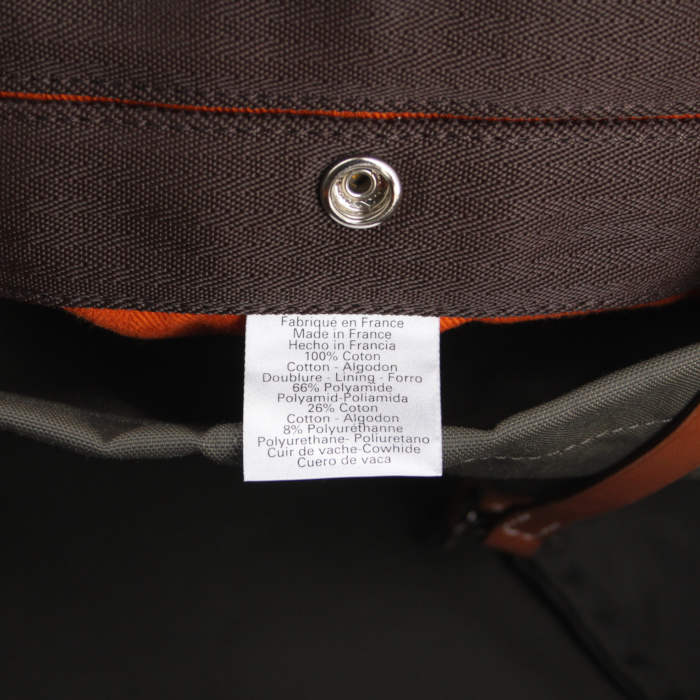 Fabriqué en France
Made in France
Hecho in Francia
100% Coton
Cotton - Algodon
Doublure - Lining - Forro
66% Polyamide
Polyamid-Poliamida
26% Coton
Cotton - Algodon
8% Polyuréthanne
Polyurethane- Poliuretano
Cuir de vache-Cowhide
Cuero de vaca